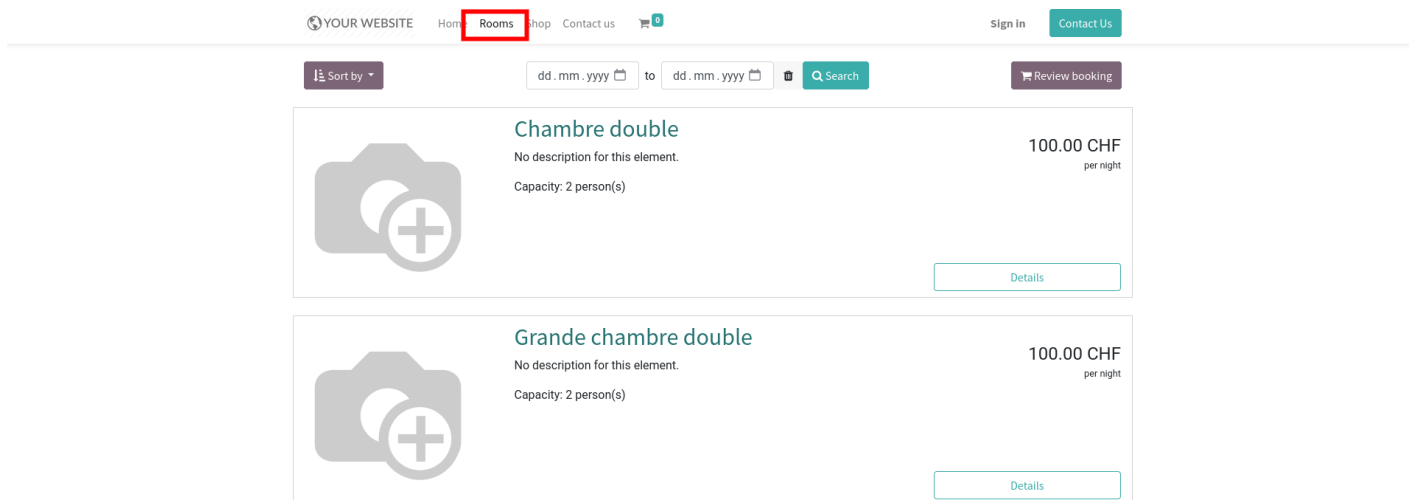 YOUR WEBSITE Home Rooms Shop Contact us 0 Sign in Contact Us
Sort by dd.mm.yyyy to dd.mm.yyyy Search Review booking
Chambre double
No description for this element.
Capacity: 2 person(s)
100.00 CHF
per night
Details
Grande chambre double
No description for this element.
Capacity: 2 person(s)
100.00 CHF
per night
Details